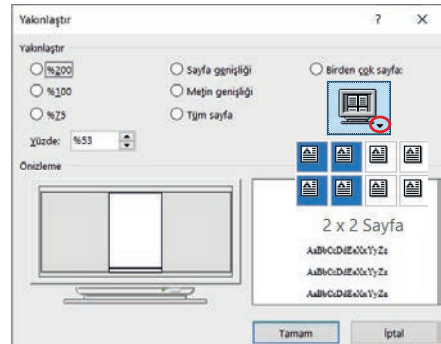 Yakınlaştır ? X
Yakınlaştır
%200
%100
%75
Yüzde: %53
Sayfa genişliği
Metin genişliği
Tüm sayfa
Birden çok sayfa:
2 x 2 Sayfa
Önizleme
AaBbCcDdEeXxYyZz
AaBbCcDdEeXxYyZz
AaBbCcDdEeXxYyZz
Tamam
İptal